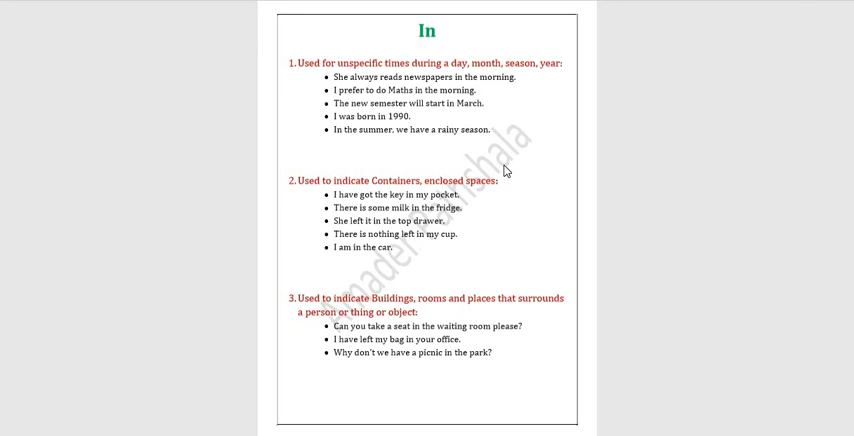 In
1. Used for unspecific times during a day, month, season, year:
• She always reads newspapers in the morning.
• I prefer to do Maths in the morning.
• The new semester will start in March.
• I was born in 1990.
• In the summer, we have a rainy season.
2. Used to indicate Containers, enclosed spaces:
• I have got the key in my pocket.
• There is some milk in the fridge.
• She left it in the top drawer.
• There is nothing left in my cup.
• I am in the car.
3. Used to indicate Buildings, rooms and places that surrounds
a person or thing or object:
• Can you take a seat in the waiting room please?
• I have left my bag in your office.
• Why don't we have a picnic in the park?
Amader Pathshala